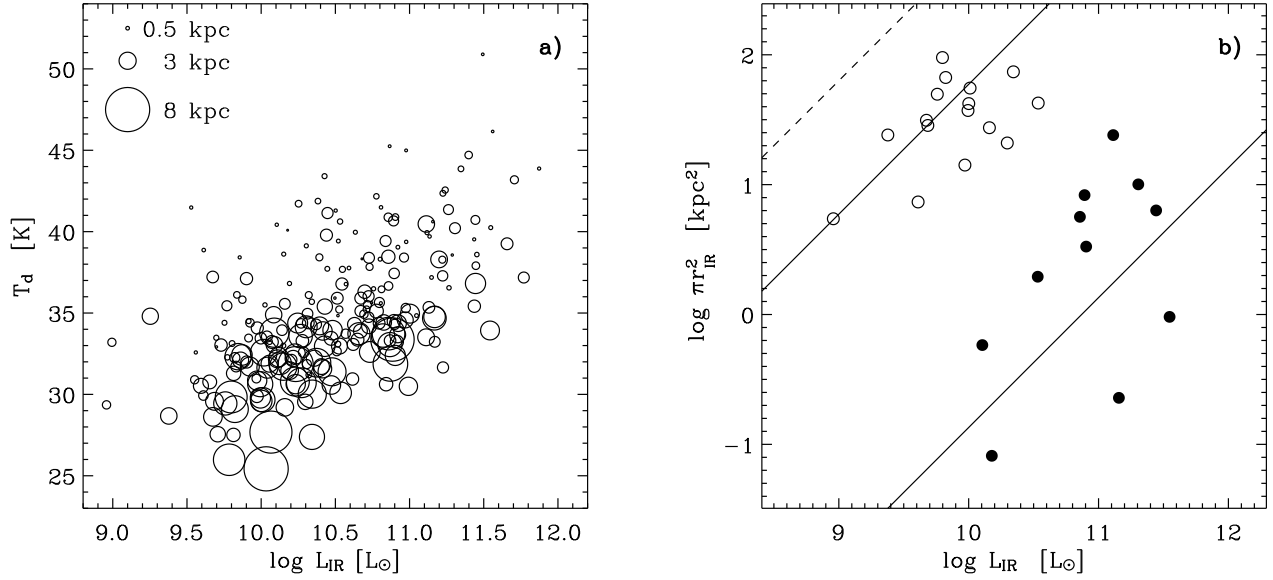 0.5 kpc
3 kpc
8 kpc
a)
50
45
40
35
30
25
T_d [K]
9.0 9.5 10.0 10.5 11.0 11.5 12.0
log L_IR [L⊙]
b)
2
1
0
−1
log πr²_IR [kpc²]
9 10 11 12
log L_IR [L⊙]